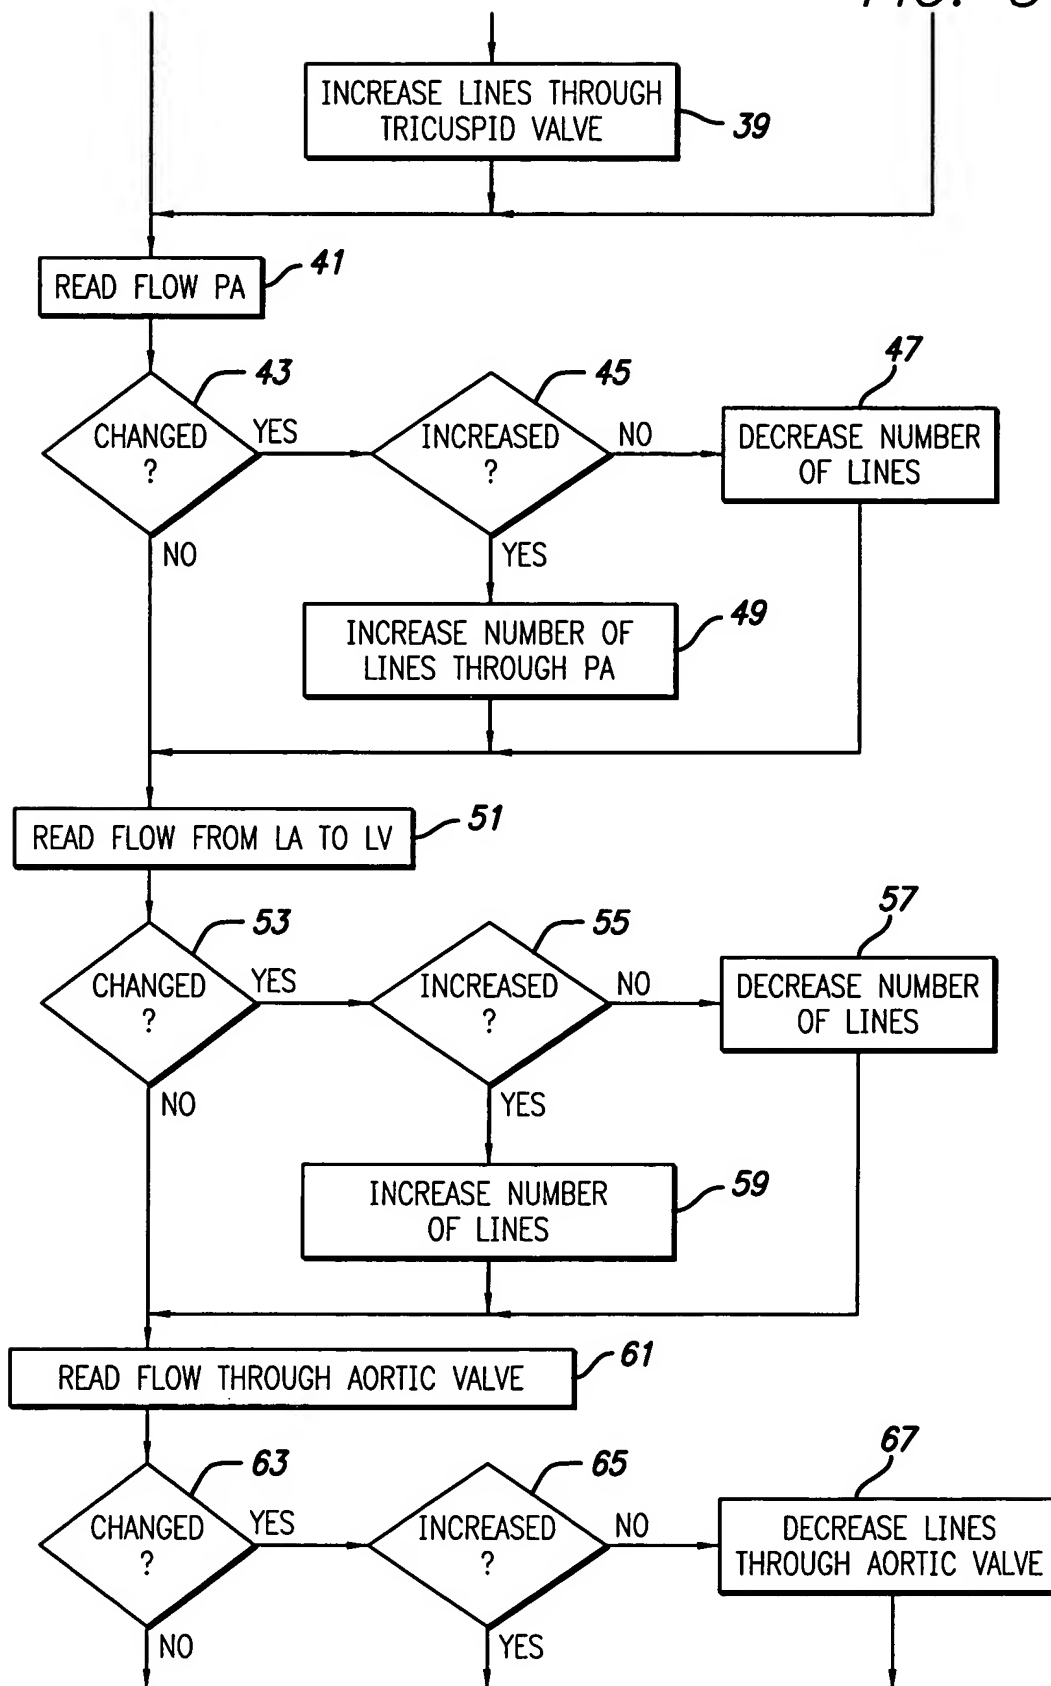 INCREASE LINES THROUGH
TRICUSPID VALVE
39
READ FLOW PA
41
CHANGED
?
43
YES
NO
INCREASED
?
45
NO
YES
DECREASE NUMBER
OF LINES
47
INCREASE NUMBER OF
LINES THROUGH PA
49
READ FLOW FROM LA TO LV
51
CHANGED
?
53
YES
NO
INCREASED
?
55
NO
YES
DECREASE NUMBER
OF LINES
57
INCREASE NUMBER
OF LINES
59
READ FLOW THROUGH AORTIC VALVE
61
CHANGED
?
63
YES
NO
INCREASED
?
65
NO
YES
DECREASE LINES
THROUGH AORTIC VALVE
67